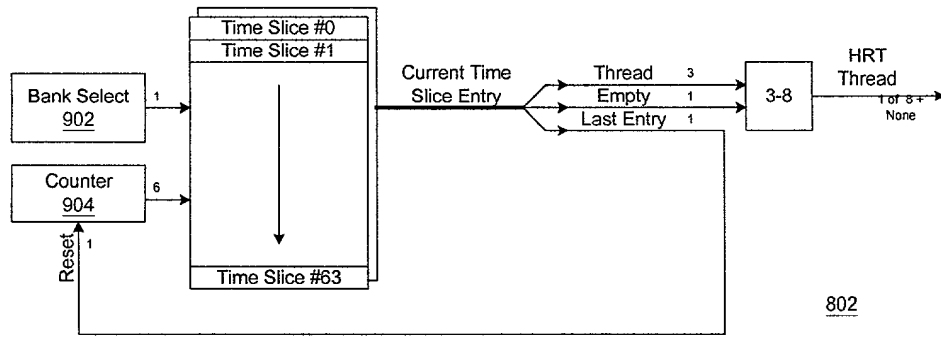 Time Slice #0
Time Slice #1
Bank Select
902
1
Counter
904
6
Reset
1
Time Slice #63
Current Time
Slice Entry
Thread 3
Empty 1
Last Entry 1
3-8
HRT
Thread
1 of 8 +
None
802